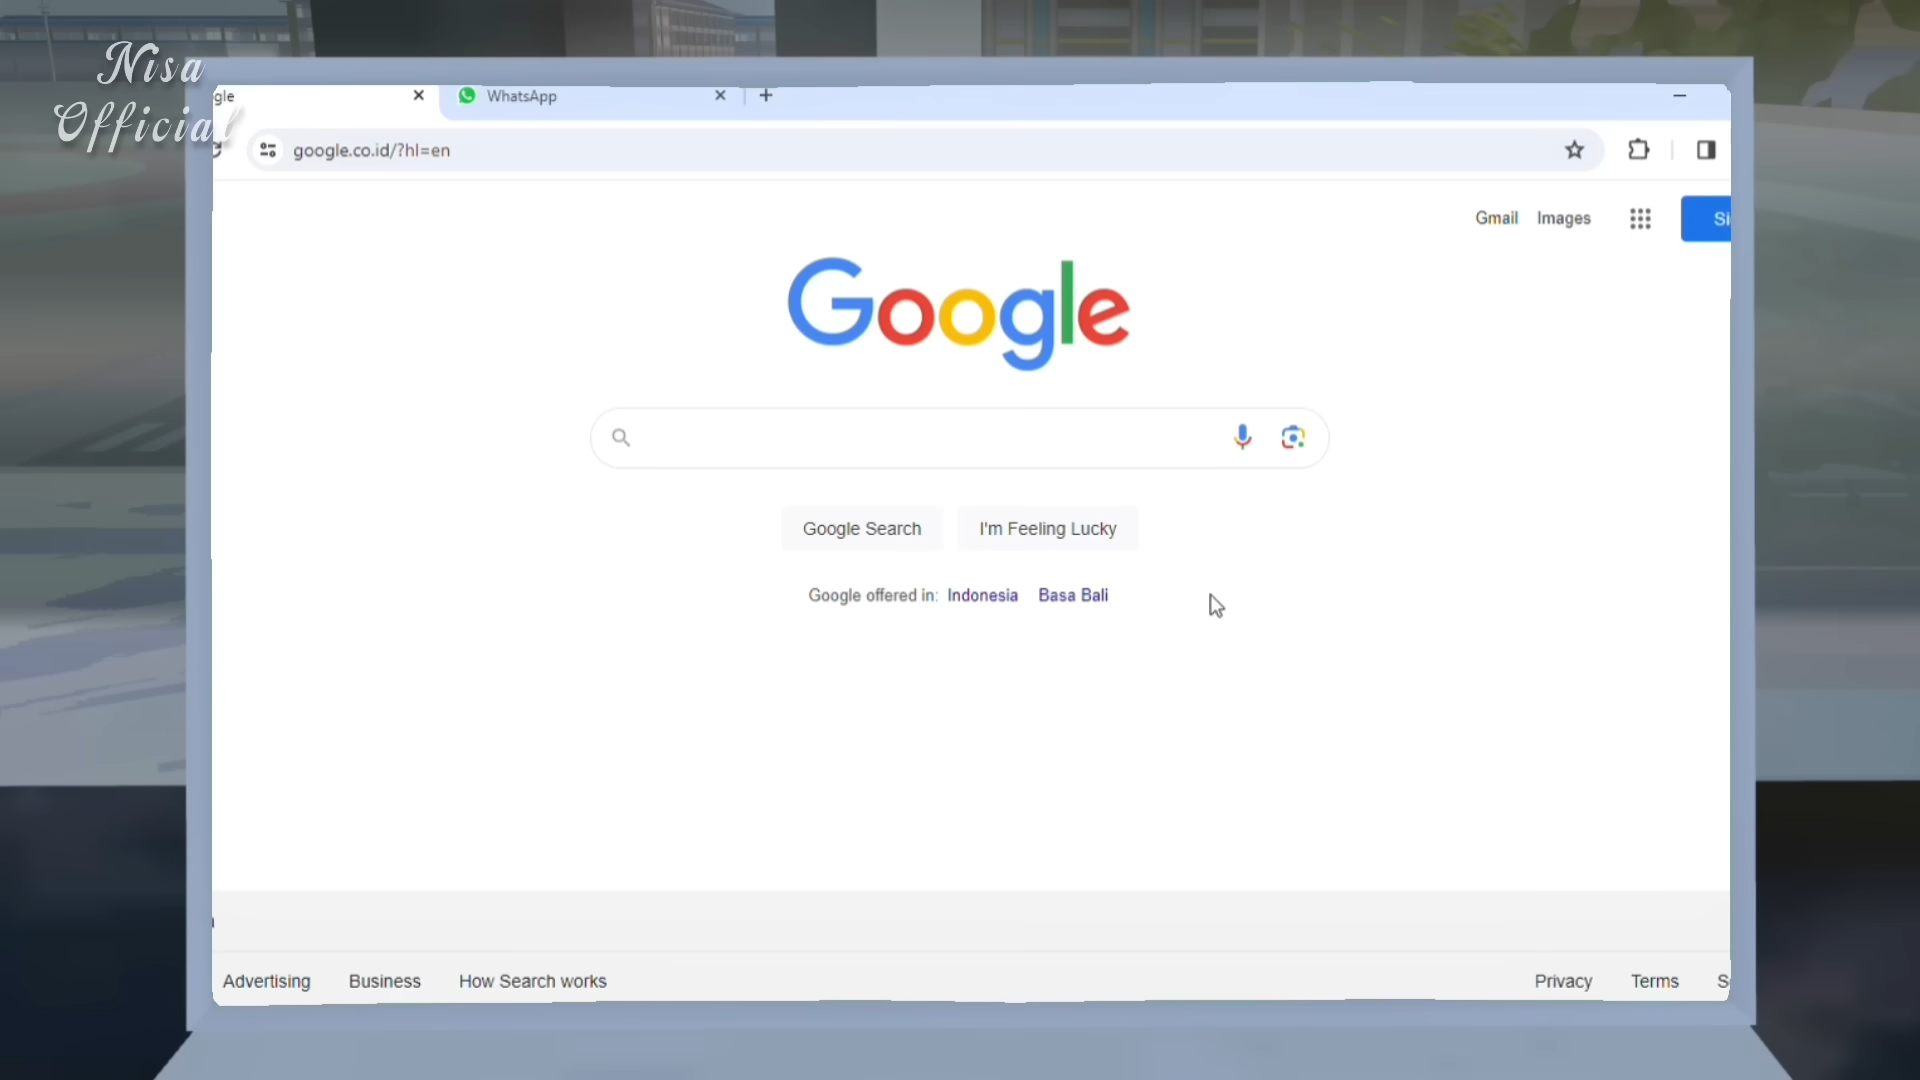 Nisa
Official
gle
WhatsApp
google.co.id/?hl=en
Gmail Images
Si
Google
Google Search I'm Feeling Lucky
Google offered in: Indonesia Basa Bali
Advertising Business How Search works
Privacy Terms S